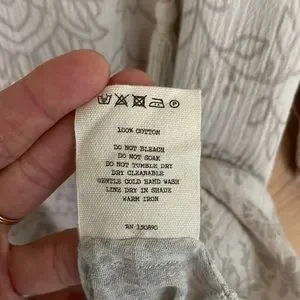 100% COTTON
DO NOT BLEACH
DO NOT SOAK
DO NOT TUMBLE DRY
DRY CLEANABLE
GENTLE COLD HAND WASH
LINE DRY IN SHADE
WARM IRON
RN 130890